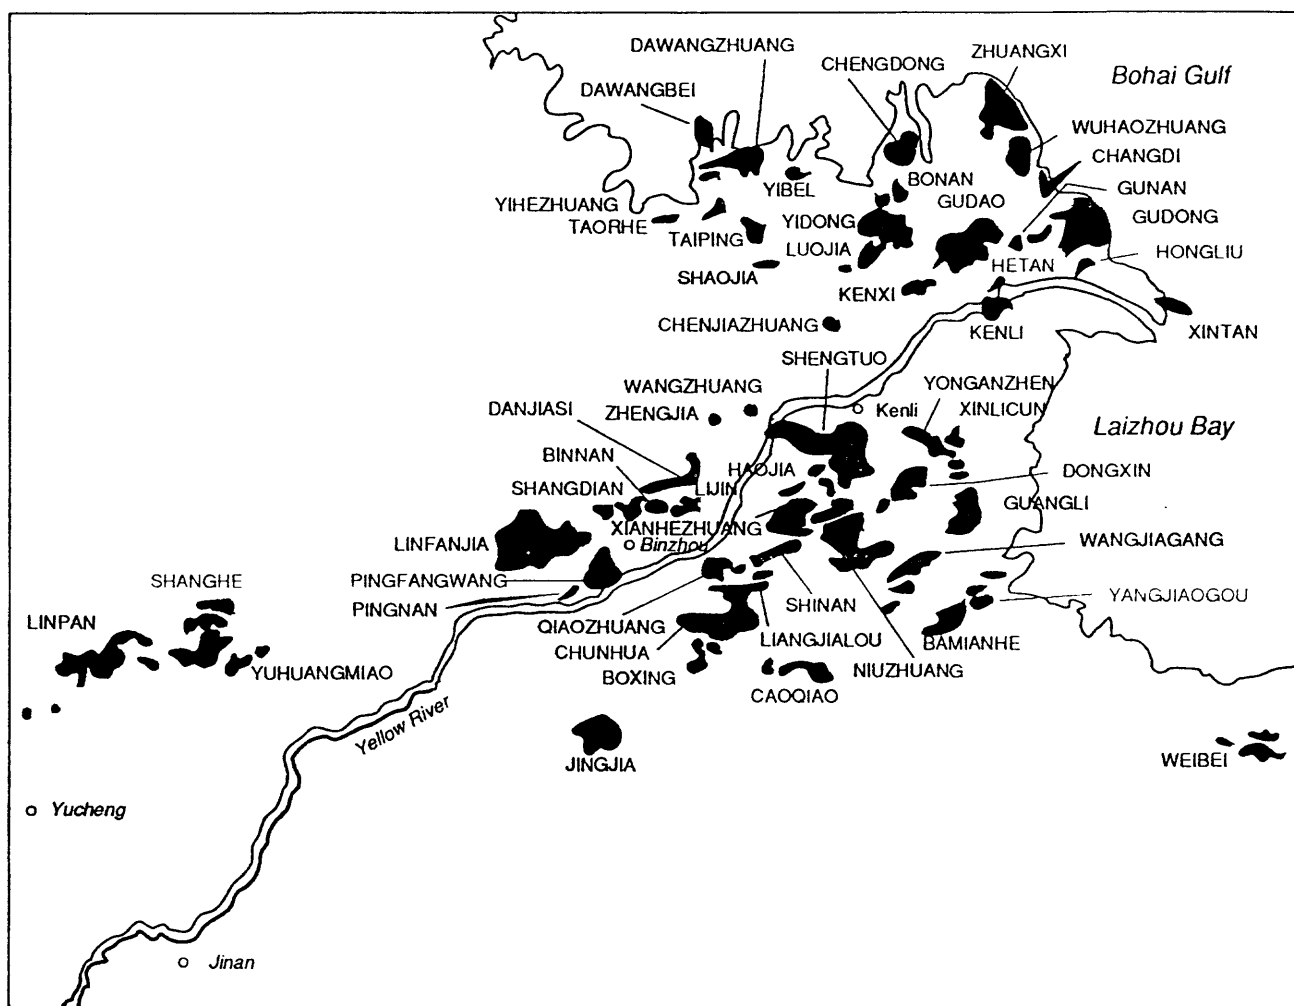 DAWANGZHUANG
ZHUANGXI
CHENGDONG
Bohai Gulf
DAWANGBEI
WUHAOZHUANG
CHANGDI
BONAN
YIBEL
GUNAN
YIHEZHUANG
GUDAO
TAORHE
YIDONG
GUDONG
TAIPING
LUOJIA
HONGLIU
HETAN
SHAOJIA
KENXI
CHENJIAZHUANG
KENLI
XINTAN
SHENGTUO
WANGZHUANG
YONGANZHEN
DANJIASI
ZHENGJIA
Kenli
XINLICUN
Laizhou Bay
BINNAN
HAOJIA
DONGXIN
SHANGDIAN
LIJIN
GUANGLI
XIANHEZHUANG
LINFANJIA
Binzhou
WANGJIAGANG
SHANGHE
PINGFANGWANG
PINGNAN
SHINAN
YANGJIAOGOU
LINPAN
QIAOZHUANG
LIANGJIALOU
BAMIANHE
CHUNHUA
YUHUANGMIAO
BOXING
NIUZHUANG
CAOQIAO
Yellow River
JINGJIA
WEIBEI
Yucheng
Jinan